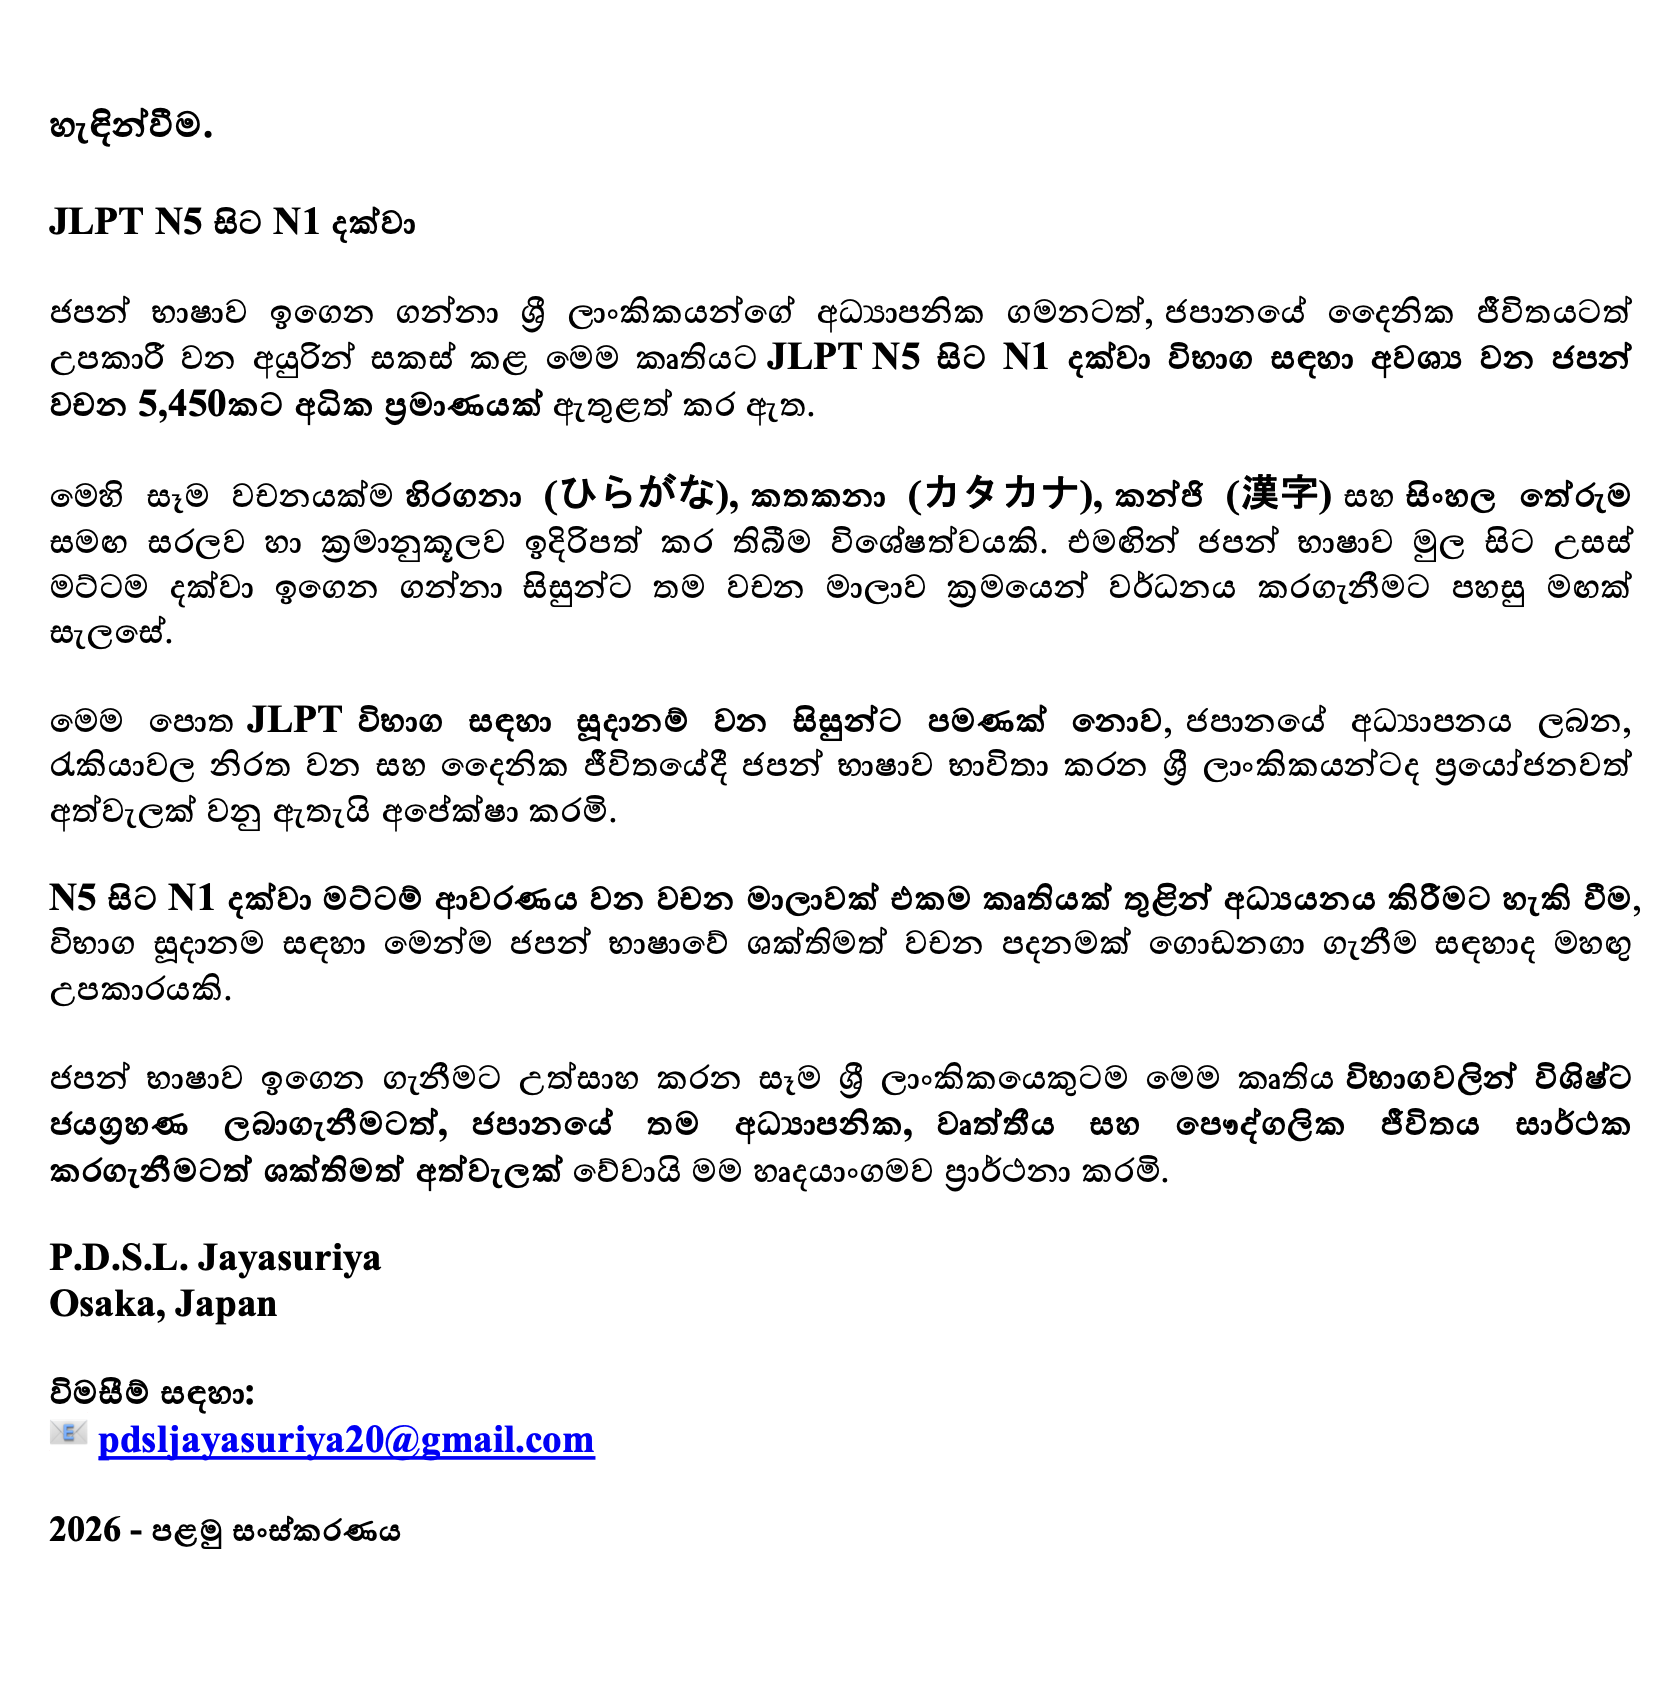 හැඳින්වීම.
JLPT N5 සිට N1 දක්වා
ජපන් භාෂාව ඉගෙන ගන්නා ශ්‍රී ලාංකිකයන්ගේ අධ්‍යාපනික ගමනටත්, ජපානයේ දෛනික ජීවිතයටත්
උපකාරී වන අයුරින් සකස් කළ මෙම කෘතියට JLPT N5 සිට N1 දක්වා විභාග සඳහා අවශ්‍ය වන ජපන්
වචන 5,450කට අධික ප්‍රමාණයක් ඇතුළත් කර ඇත.
මෙහි සෑම වචනයක්ම හිරගනා (ひらがな), කතකනා (カタカナ), කන්ජි (漢字) සහ සිංහල තේරුම
සමඟ සරලව හා ක්‍රමානුකූලව ඉදිරිපත් කර තිබීම විශේෂත්වයකි. එමඟින් ජපන් භාෂාව මුල සිට උසස්
මට්ටම දක්වා ඉගෙන ගන්නා සිසුන්ට තම වචන මාලාව ක්‍රමයෙන් වර්ධනය කරගැනීමට පහසු මඟක්
සැලසේ.
මෙම පොත JLPT විභාග සඳහා සූදානම් වන සිසුන්ට පමණක් නොව, ජපානයේ අධ්‍යාපනය ලබන,
රැකියාවල නිරත වන සහ දෛනික ජීවිතයේදී ජපන් භාෂාව භාවිතා කරන ශ්‍රී ලාංකිකයන්ටද ප්‍රයෝජනවත්
අත්වැලක් වනු ඇතැයි අපේක්ෂා කරමි.
N5 සිට N1 දක්වා මට්ටම් ආවරණය වන වචන මාලාවක් එකම කෘතියක් තුළින් අධ්‍යයනය කිරීමට හැකි වීම,
විභාග සූදානම සඳහා මෙන්ම ජපන් භාෂාවේ ශක්තිමත් වචන පදනමක් ගොඩනගා ගැනීම සඳහාද මහඟු
උපකාරයකි.
ජපන් භාෂාව ඉගෙන ගැනීමට උත්සාහ කරන සෑම ශ්‍රී ලාංකිකයෙකුටම මෙම කෘතිය විභාගවලින් විශිෂ්ට
ජයග්‍රහණ ලබාගැනීමටත්, ජපානයේ තම අධ්‍යාපනික, වෘත්තීය සහ පෞද්ගලික ජීවිතය සාර්ථක
කරගැනීමටත් ශක්තිමත් අත්වැලක් වේවායි මම හෘදයාංගමව ප්‍රාර්ථනා කරමි.
P.D.S.L. Jayasuriya
Osaka, Japan
විමසීම් සඳහා:
📧 pdsljayasuriya20@gmail.com
2026 - පළමු සංස්කරණය